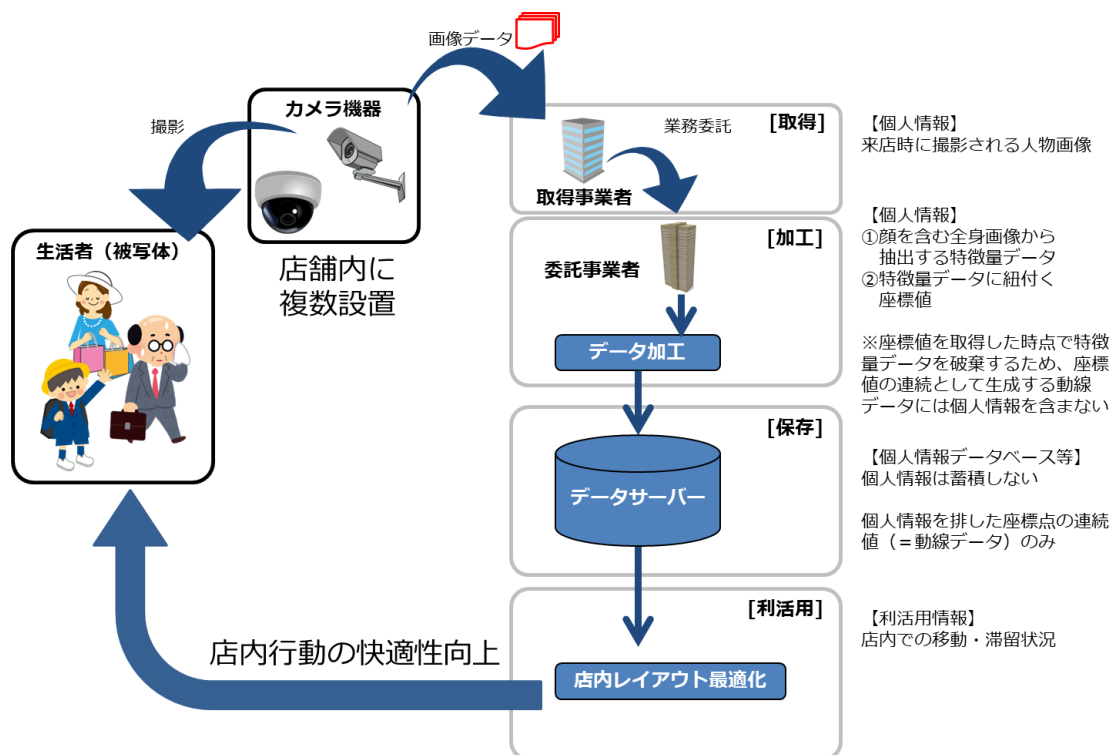 画像データ
カメラ機器
撮影
店舗内に
複数設置
生活者（被写体）
[取得]
業務委託
取得事業者
【個人情報】
来店時に撮影される人物画像
[加工]
委託事業者
データ加工
【個人情報】
①顔を含む全身画像から
抽出する特徴量データ
②特徴量データに紐付く
座標値
※座標値を取得した時点で特徴
量データを破棄するため、座標
値の連続として生成する動線
データには個人情報を含まない
[保存]
データサーバー
【個人情報データベース等】
個人情報は蓄積しない
個人情報を排した座標点の連続
値（＝動線データ）のみ
[利活用]
店内レイアウト最適化
【利活用情報】
店内での移動・滞留状況
店内行動の快適性向上